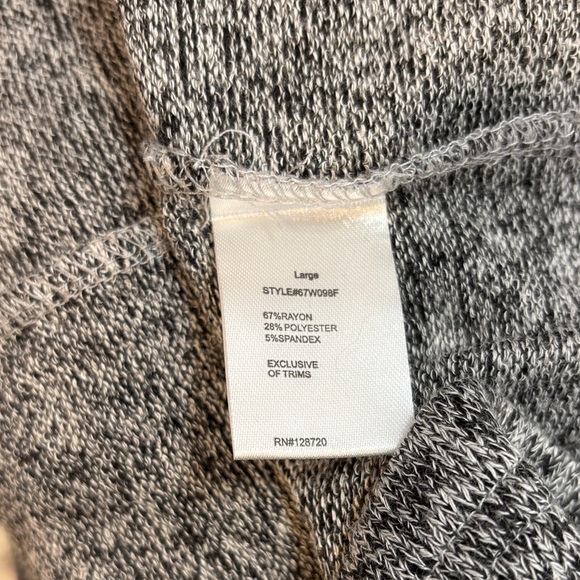 Large
STYLE#67W098F
67%RAYON
28% POLYESTER
5%SPANDEX
EXCLUSIVE
OF TRIMS
RN#128720